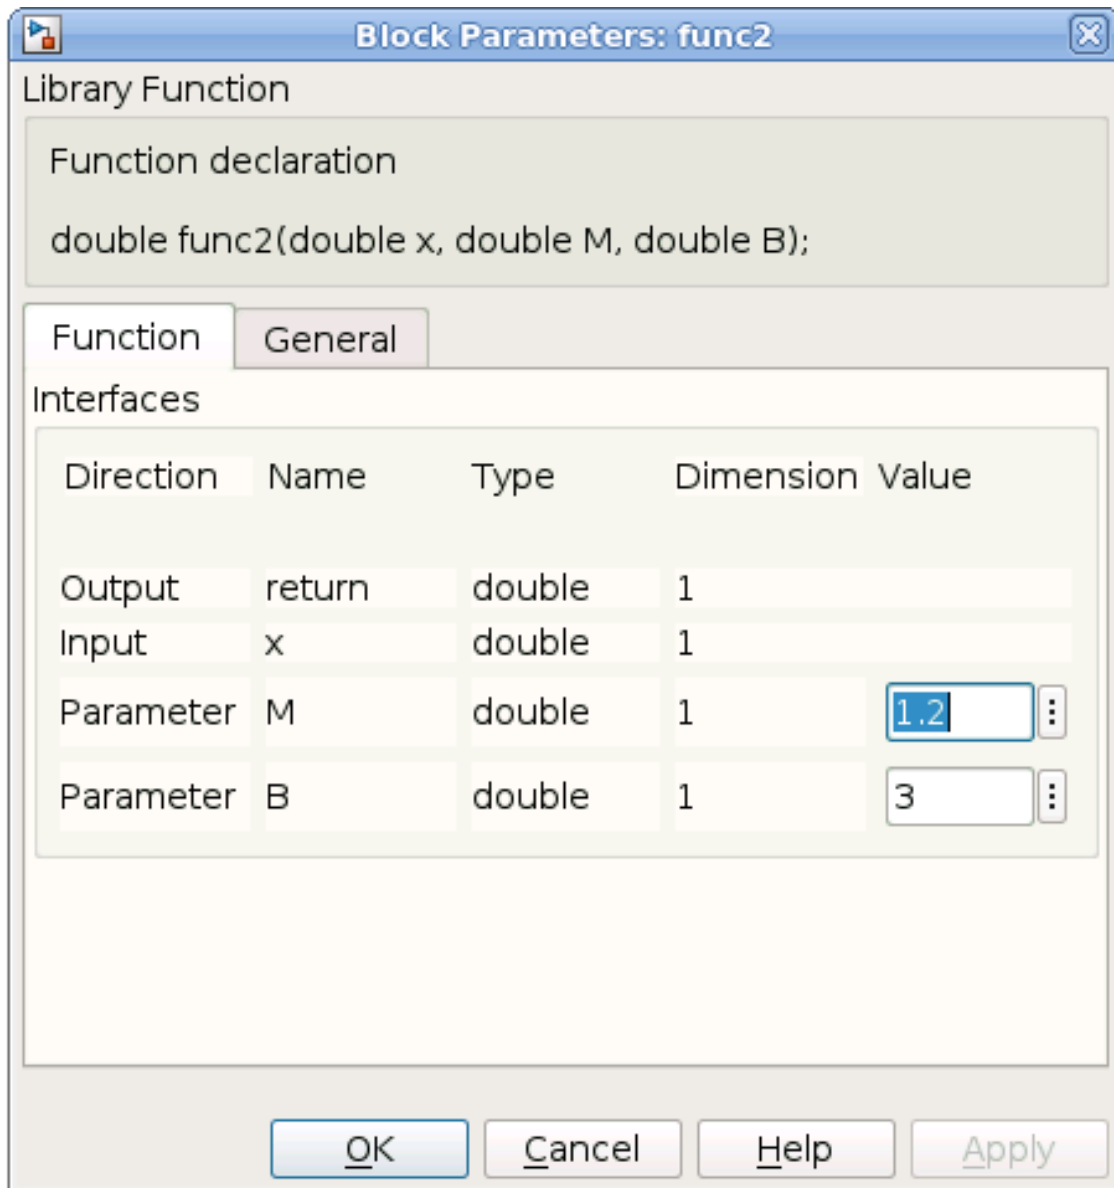 Block Parameters: func2
Library Function
Function declaration
double func2(double x, double M, double B);
Function General
Interfaces
Direction Name Type Dimension Value
Output return double 1
Input x double 1
Parameter M double 1 1.2
Parameter B double 1 3
OK Cancel Help Apply